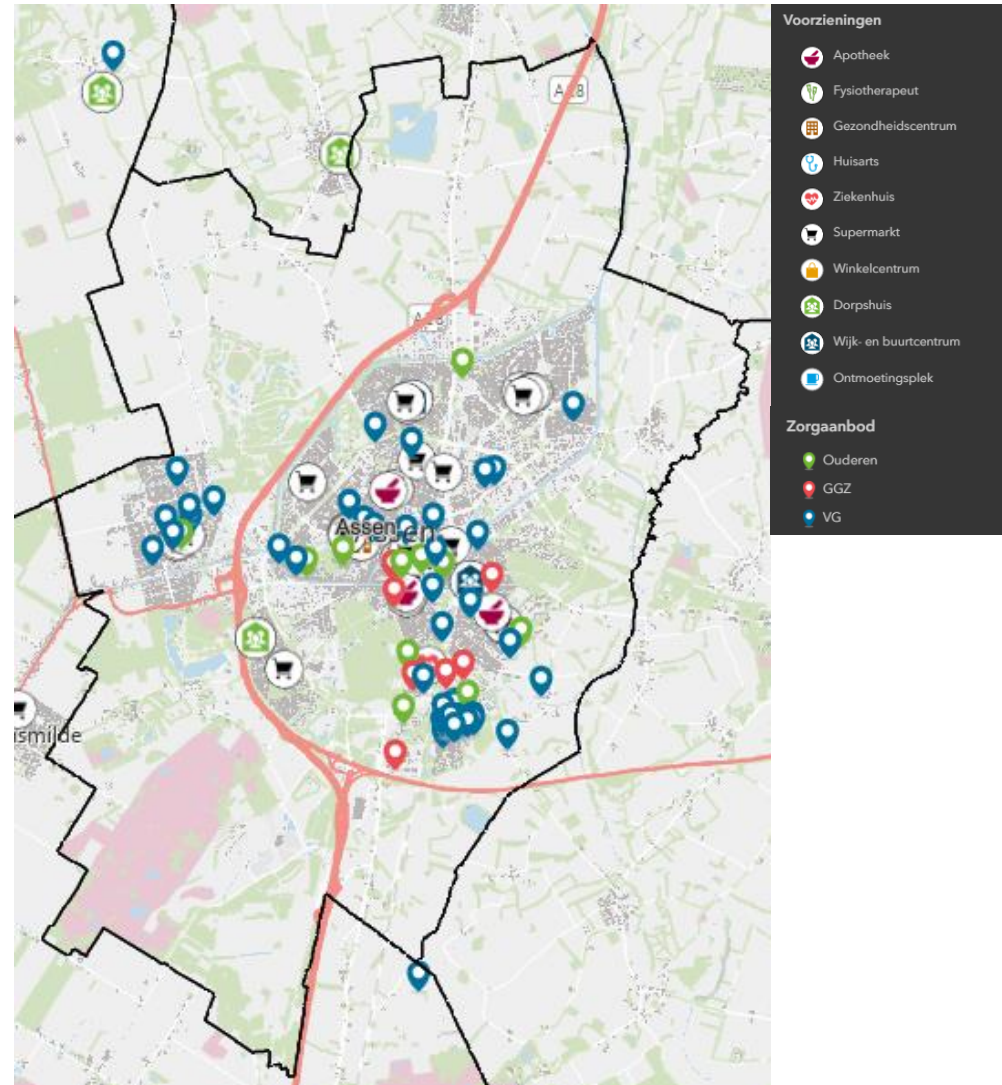 Voorzieningen
Apotheek
Fysiotherapeut
Gezondheidscentrum
Huisarts
Ziekenhuis
Supermarkt
Winkelcentrum
Dorpshuis
Wijk- en buurtcentrum
Ontmoetingsplek
Zorgaanbod
Ouderen
GGZ
VG
A28
Assen
smilde